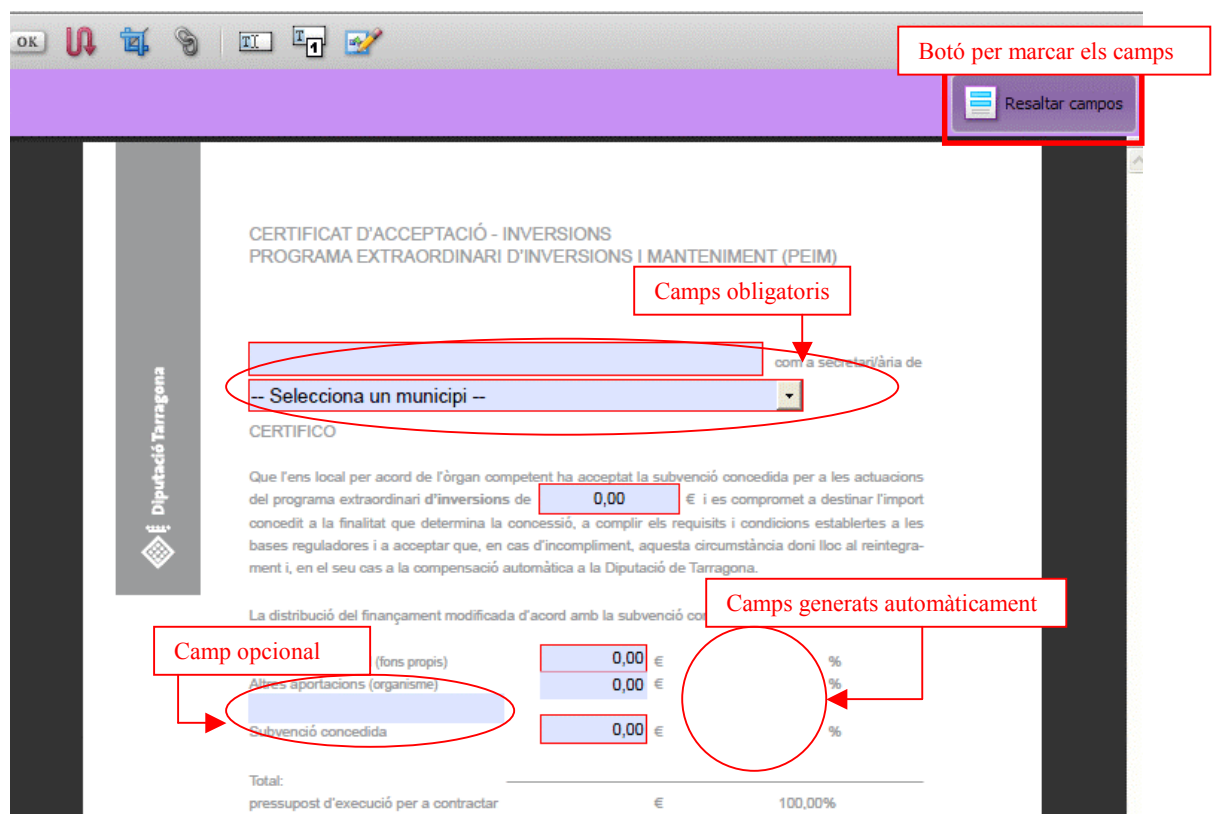 OK
T
T
1
Botó per marcar els camps
Resaltar campos
CERTIFICAT D'ACCEPTACIÓ - INVERSIONS
PROGRAMA EXTRAORDINARI D'INVERSIONS I MANTENIMENT (PEIM)
Camps obligatoris
com a secretari/ària de
-- Selecciona un municipi --
CERTIFICO
Diputació Tarragona
Que l'ens local per acord de l'òrgan competent ha acceptat la subvenció concedida per a les actuacions
del programa extraordinari d'inversions de 0,00 € i es compromet a destinar l'import
concedit a la finalitat que determina la concessió, a complir els requisits i condicions establertes a les
bases reguladores i a acceptar que, en cas d'incompliment, aquesta circumstància doni lloc al reintegra-
ment i, en el seu cas a la compensació automàtica a la Diputació de Tarragona.
Camps generats automàticament
La distribució del finançament modificada d'acord amb la subvenció
Camp opcional
(fons propis) 0,00 € %
Altres aportacions (organisme) 0,00 € %
Subvenció concedida 0,00 € %
Total:
pressupost d'execució per a contractar € 100,00%